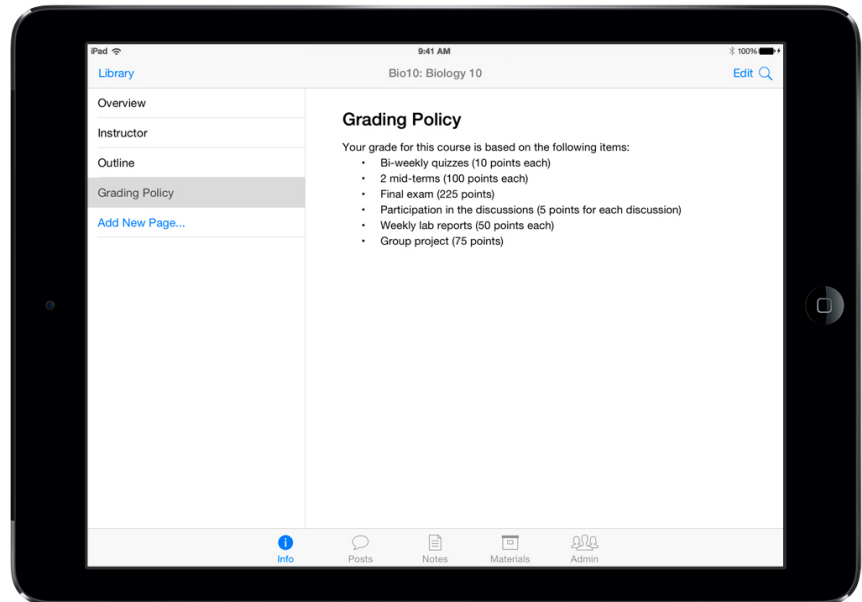 iPad 9:41 AM 100%
Library Bio10: Biology 10 Edit
Overview
Instructor
Outline
Grading Policy
Add New Page...
Grading Policy
Your grade for this course is based on the following items:
• Bi-weekly quizzes (10 points each)
• 2 mid-terms (100 points each)
• Final exam (225 points)
• Participation in the discussions (5 points for each discussion)
• Weekly lab reports (50 points each)
• Group project (75 points)
Info Posts Notes Materials Admin